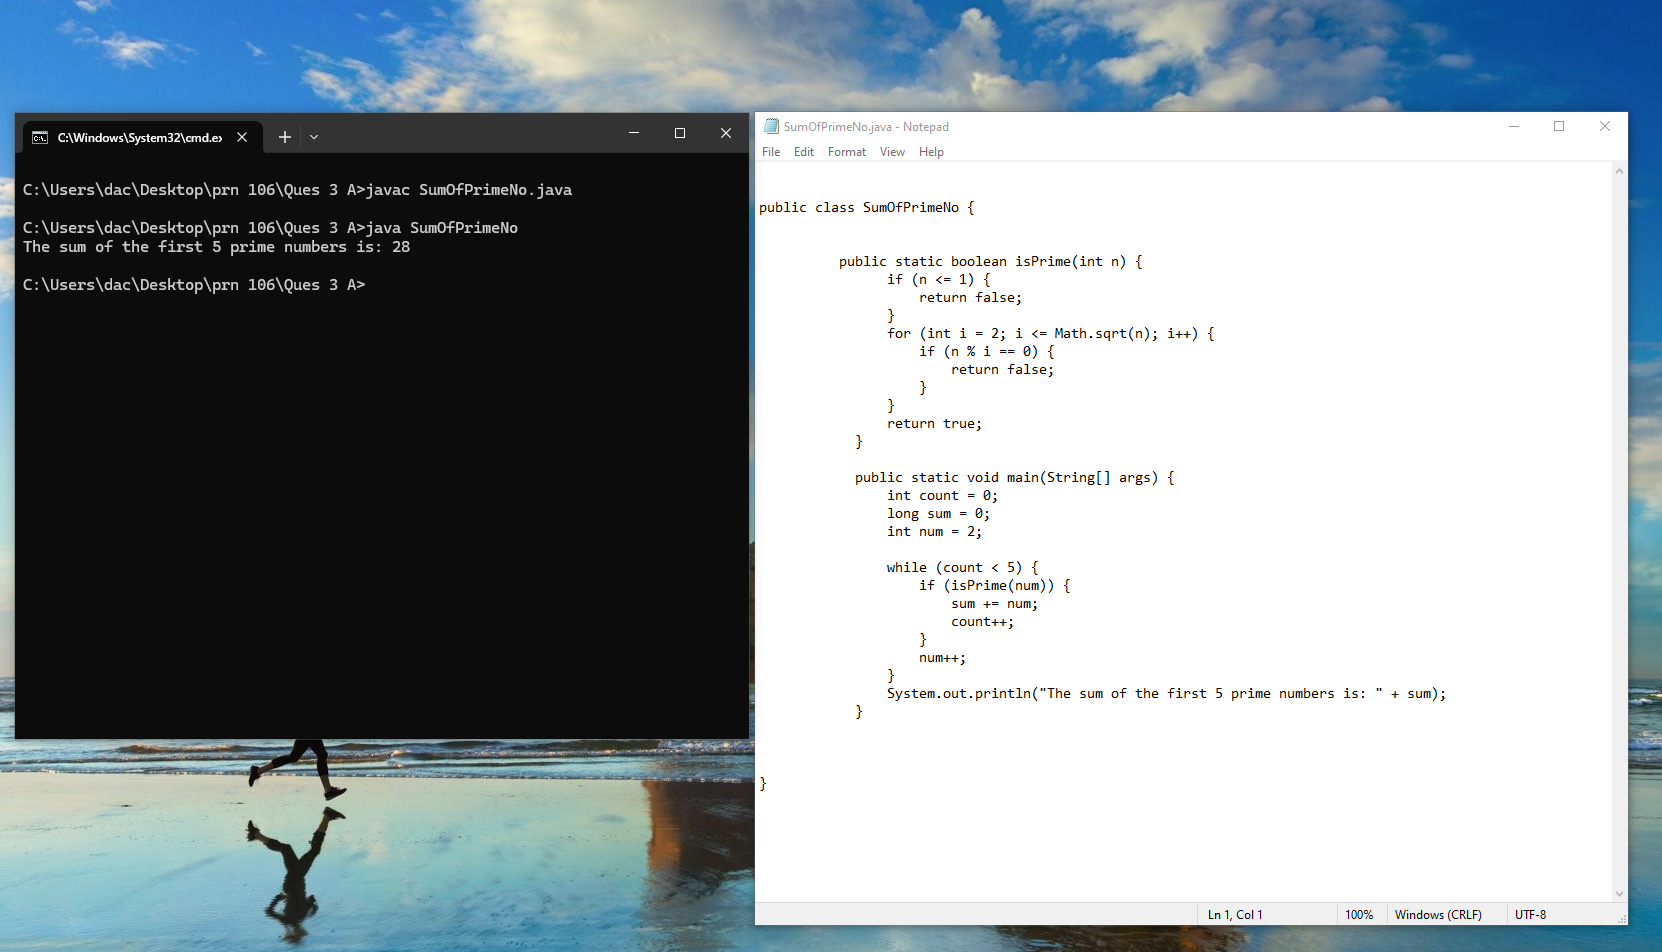 C:\Windows\System32\cmd.ex
C:\Users\dac\Desktop\prn 106\Ques 3 A>javac SumOfPrimeNo.java
C:\Users\dac\Desktop\prn 106\Ques 3 A>java SumOfPrimeNo
The sum of the first 5 prime numbers is: 28
C:\Users\dac\Desktop\prn 106\Ques 3 A>
SumOfPrimeNo.java - Notepad
File Edit Format View Help
public class SumOfPrimeNo {
public static boolean isPrime(int n) {
if (n <= 1) {
return false;
}
for (int i = 2; i <= Math.sqrt(n); i++) {
if (n % i == 0) {
return false;
}
}
return true;
}
public static void main(String[] args) {
int count = 0;
long sum = 0;
int num = 2;
while (count < 5) {
if (isPrime(num)) {
sum += num;
count++;
}
num++;
}
System.out.println("The sum of the first 5 prime numbers is: " + sum);
}
}
Ln 1, Col 1 100% Windows (CRLF) UTF-8